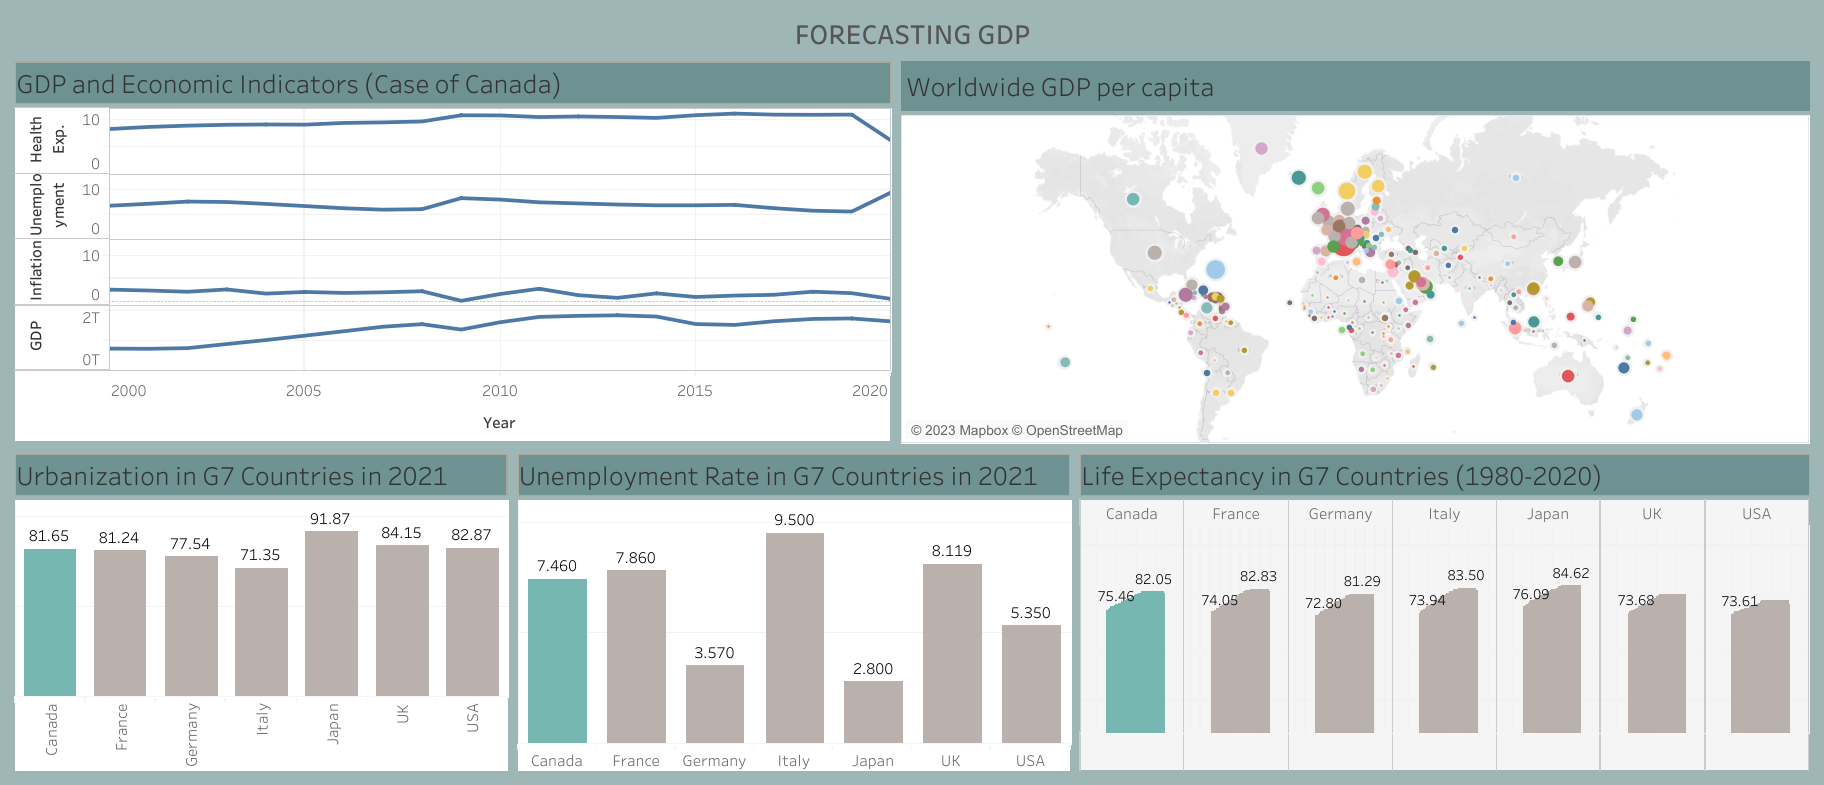 FORECASTING GDP
GDP and Economic Indicators (Case of Canada)
Health
Exp.
10
0
Unemplo
yment
10
0
Inflation
10
0
GDP
2T
0T
2000
2005
2010
2015
2020
Year
Worldwide GDP per capita
© 2023 Mapbox © OpenStreetMap
Urbanization in G7 Countries in 2021
81.65
81.24
77.54
71.35
91.87
84.15
82.87
Canada
France
Germany
Italy
Japan
UK
USA
Unemployment Rate in G7 Countries in 2021
7.460
7.860
3.570
9.500
2.800
8.119
5.350
Canada
France
Germany
Italy
Japan
UK
USA
Life Expectancy in G7 Countries (1980-2020)
Canada
France
Germany
Italy
Japan
UK
USA
75.46
82.05
74.05
82.83
72.80
81.29
73.94
83.50
76.09
84.62
73.68
73.61